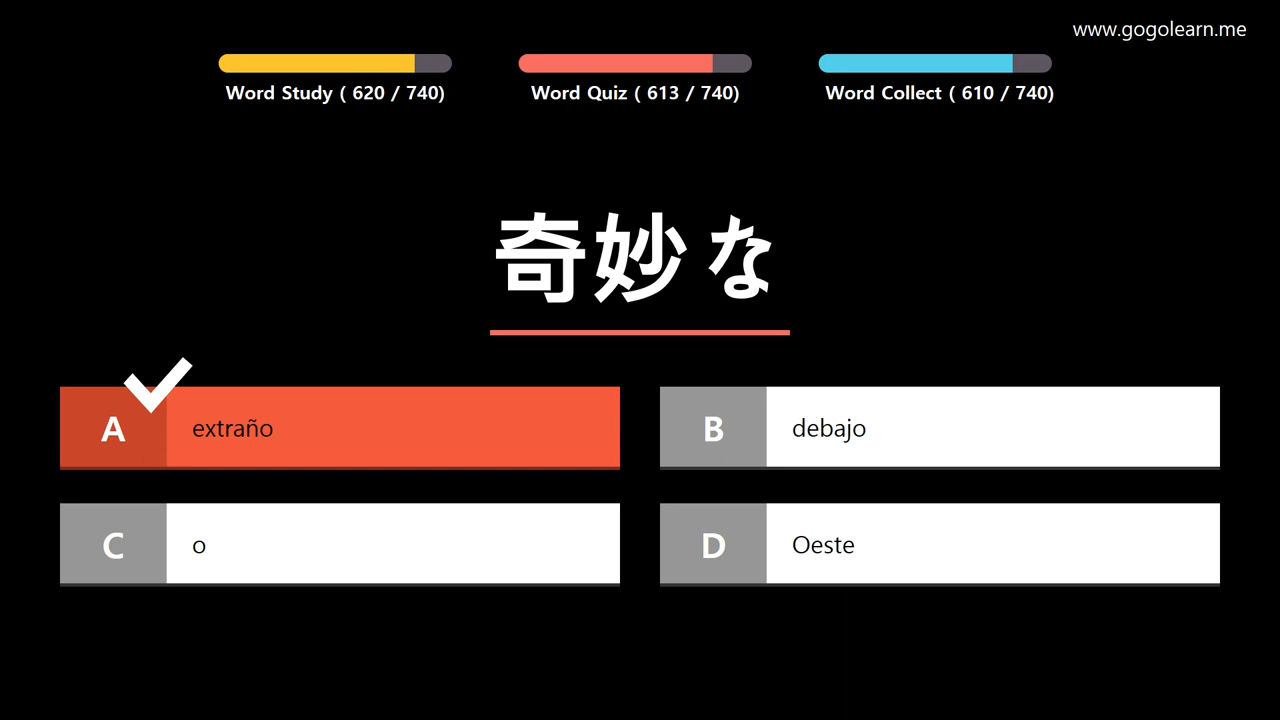 www.gogolearn.me
Word Study ( 620 / 740)
Word Quiz ( 613 / 740)
Word Collect ( 610 / 740)
奇妙な
A extraño
B debajo
C o
D Oeste